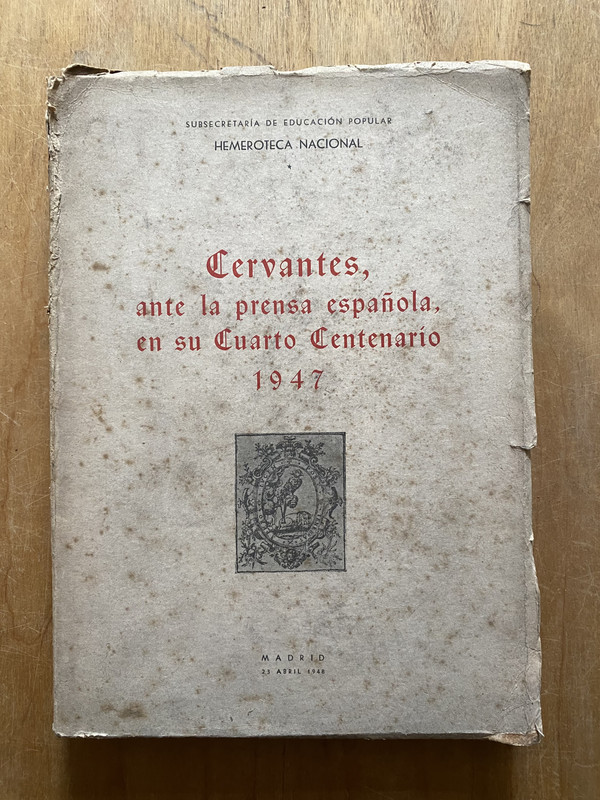 SUBSECRETARÍA DE EDUCACIÓN POPULAR
HEMEROTECA NACIONAL
Cervantes,
ante la prensa española,
en su Cuarto Centenario
1947
MADRID
23 ABRIL 1948